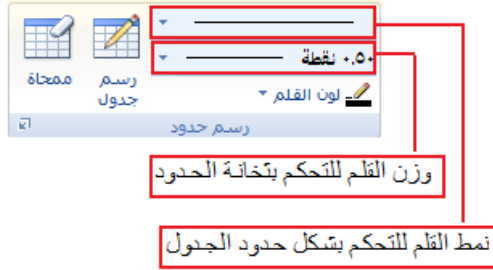 ٠.٥٠ نقطة
لون القلم
رسم
جدول
ممحاة
رسم حدود
وزن القلم للتحكم بثخانة الحدود
نمط القلم للتحكم بشكل حدود الجدول